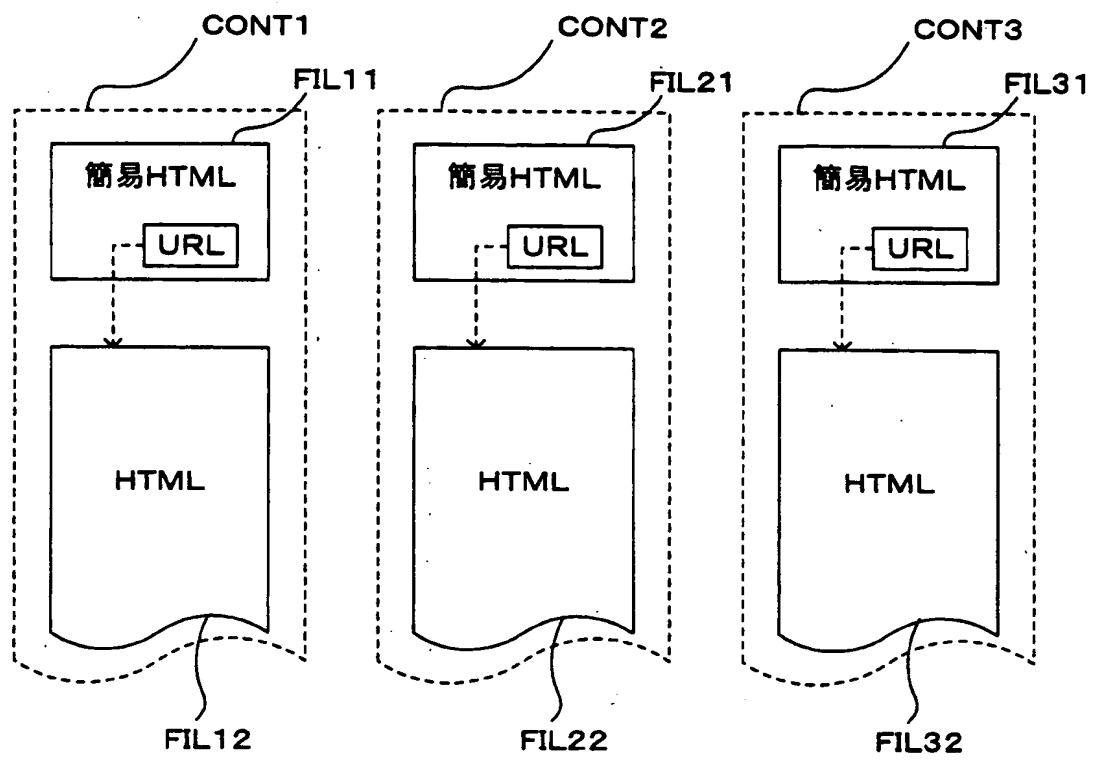 CONT1
CONT2
CONT3
FIL11
FIL21
FIL31
簡易HTML
URL
簡易HTML
URL
簡易HTML
URL
HTML
HTML
HTML
FIL12
FIL22
FIL32